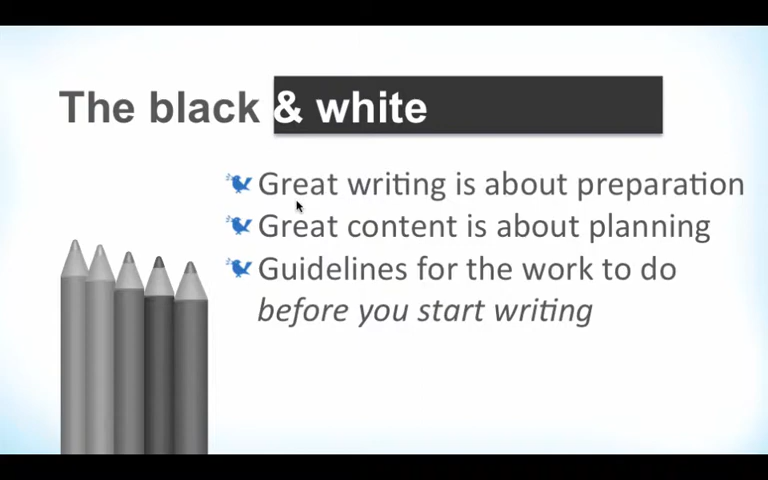 The black & white
Great writing is about preparation
Great content is about planning
Guidelines for the work to do
before you start writing